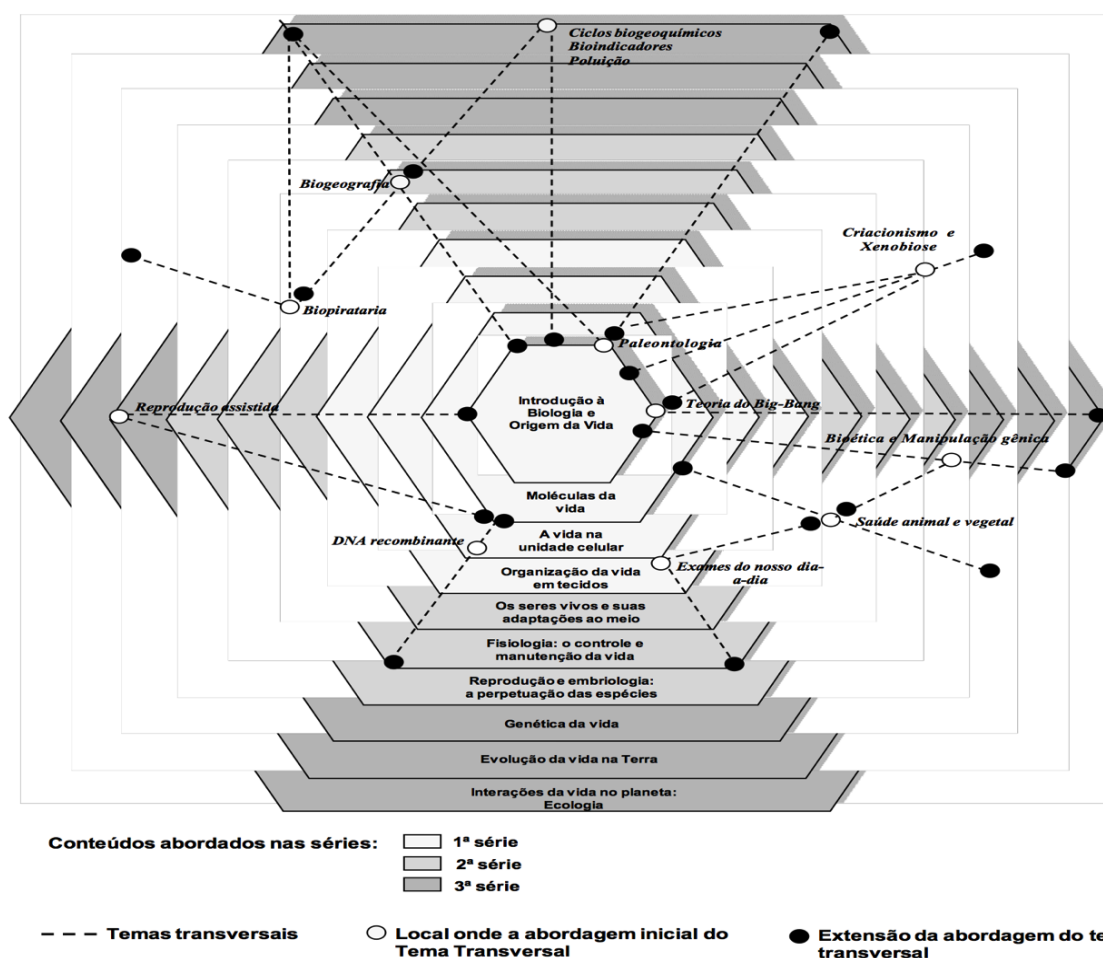 Ciclos biogeoquímicos
Bioindicadores
Poluição
Biogeografia
Criacionismo e
Xenobiose
Biopirataria
Paleontologia
Introdução à
Biologia e
Origem da Vida
Reprodução assistida
Teoria do Big-Bang
Bioética e Manipulação gênica
Moléculas da
vida
DNA recombinante
A vida na
unidade celular
Saúde animal e vegetal
Organização da vida
em tecidos
Exames do nosso dia-
a-dia
Os seres vivos e suas
adaptações ao meio
Fisiologia: o controle e
manutenção da vida
Reprodução e embriologia:
a perpetuação das espécies
Genética da vida
Evolução da vida na Terra
Interações da vida no planeta:
Ecologia
Conteúdos abordados nas séries:
1ª série
2ª série
3ª série
Temas transversais
Local onde a abordagem inicial do
Tema Transversal
Extensão da abordagem do te
transversal